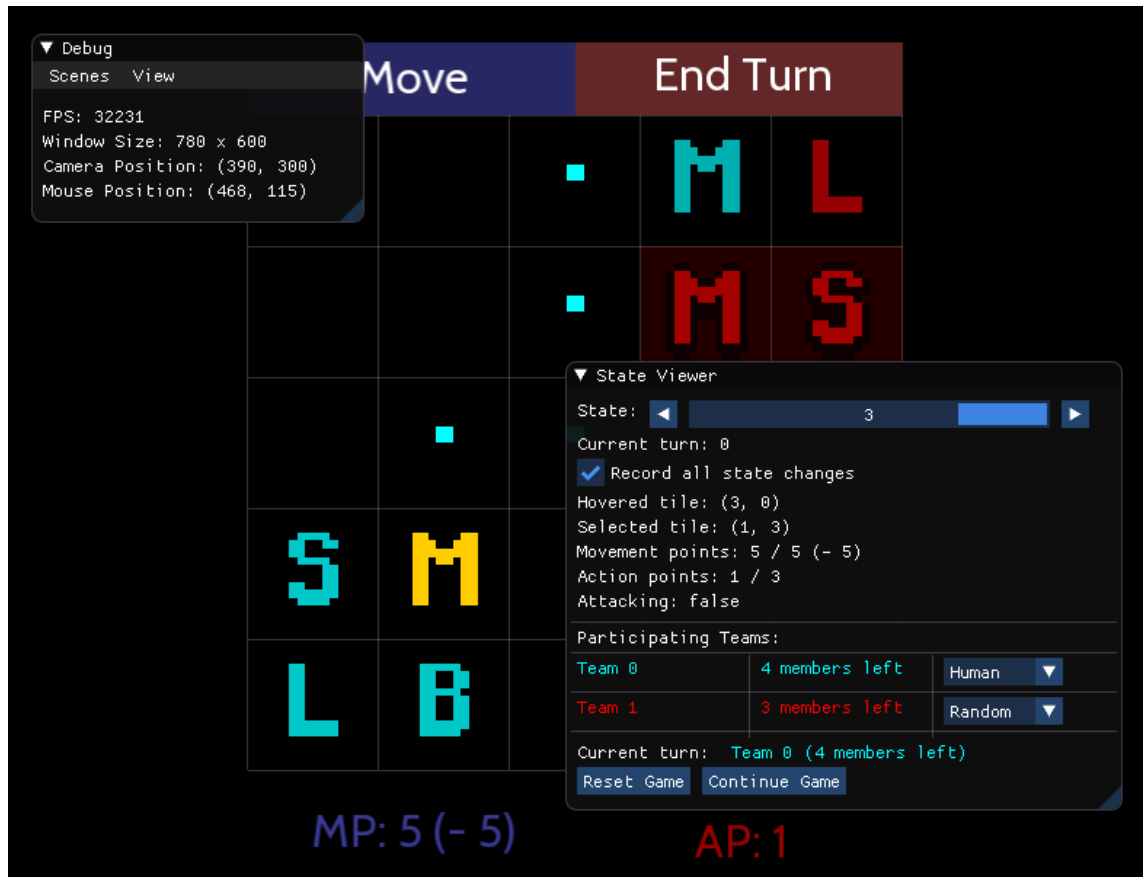 Debug
Scenes View
FPS: 32231
Window Size: 780 x 600
Camera Position: (390, 300)
Mouse Position: (468, 115)
Move
End Turn
M L
M S
S M
L B
State Viewer
State: 3
Current turn: 0
Record all state changes
Hovered tile: (3, 0)
Selected tile: (1, 3)
Movement points: 5 / 5 (- 5)
Action points: 1 / 3
Attacking: false
Participating Teams:
Team 0 4 members left Human
Team 1 3 members left Random
Current turn: Team 0 (4 members left)
Reset Game Continue Game
MP: 5 (- 5)
AP: 1